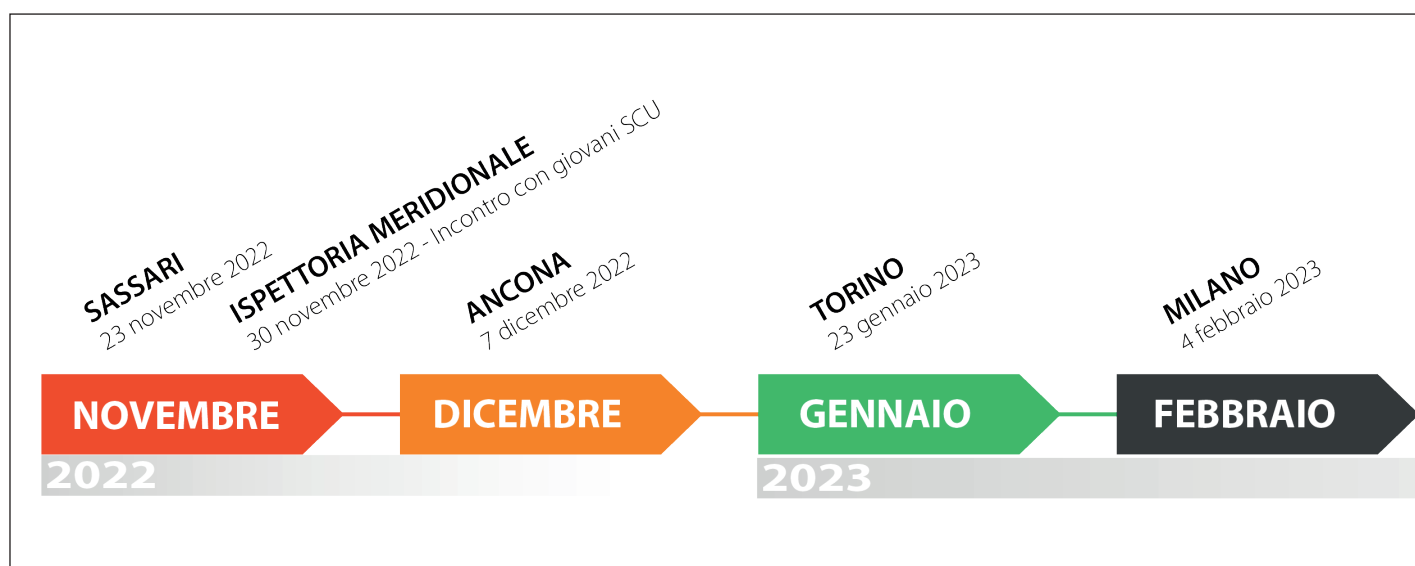 SASSARI
23 novembre 2022
ISPETTORIA MERIDIONALE
30 novembre 2022 - Incontro con giovani SCU
ANCONA
7 dicembre 2022
TORINO
23 gennaio 2023
MILANO
4 febbraio 2023
NOVEMBRE
DICEMBRE
GENNAIO
FEBBRAIO
2022
2023